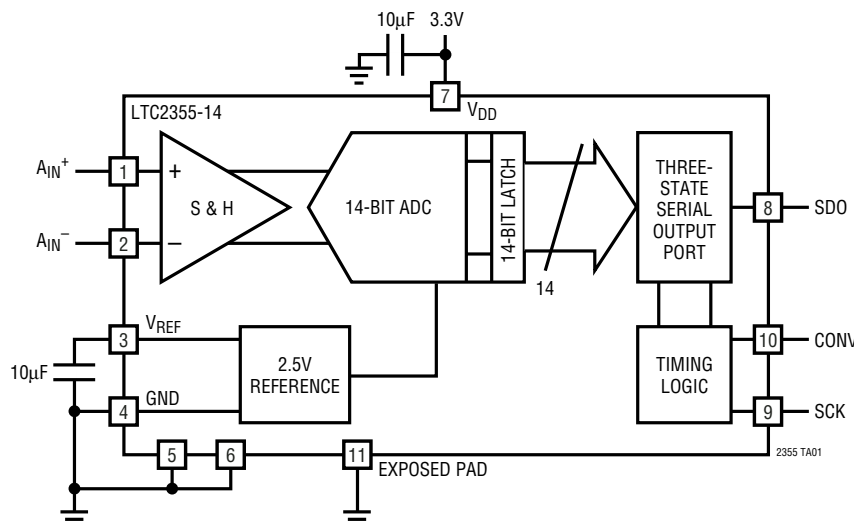 10µF 3.3V
7
LTC2355-14
VDD
AIN+
1
+
S & H
AIN−
2
−
14-BIT ADC
14-BIT LATCH
14
THREE-
STATE
SERIAL
OUTPUT
PORT
8
SDO
3
VREF
10µF
4
GND
2.5V
REFERENCE
TIMING
LOGIC
10
CONV
9
SCK
5
6
11
EXPOSED PAD
2355 TA01